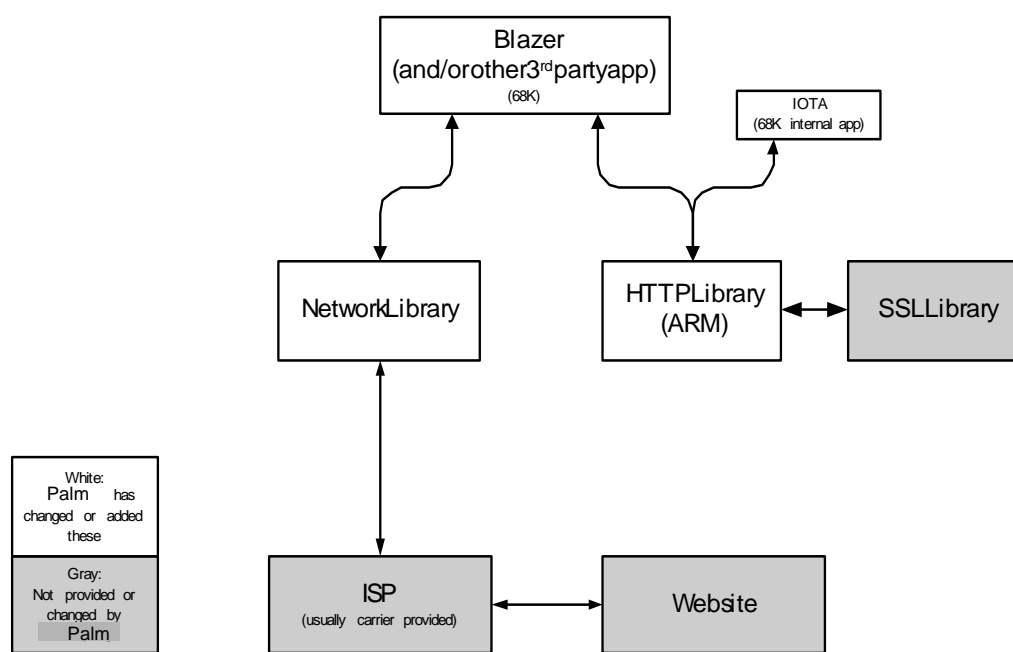 Blazer
(and/orother3rdpartyapp)
(68K)
IOTA
(68K internal app)
NetworkLibrary
HTTPLibrary
(ARM)
SSLLibrary
White:
Palm has
changed or added
these
Gray:
Not provided or
changed by
Palm
ISP
(usually carrier provided)
Website